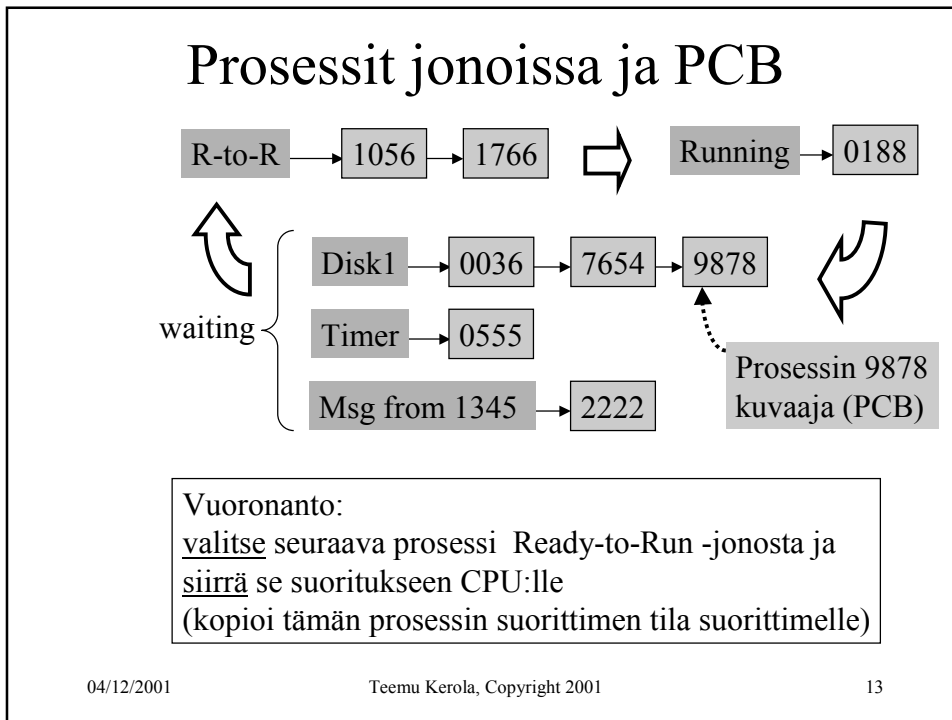 Prosessit jonoissa ja PCB
R-to-R 1056 1766 Running 0188
Disk1 0036 7654 9878
waiting
Timer 0555
Prosessin 9878
kuvaaja (PCB)
Msg from 1345 2222
Vuoronanto:
valitse seuraava prosessi Ready-to-Run -jonosta ja
siirrä se suoritukseen CPU:lle
(kopioi tämän prosessin suorittimen tila suorittimelle)
04/12/2001 Teemu Kerola, Copyright 2001 13